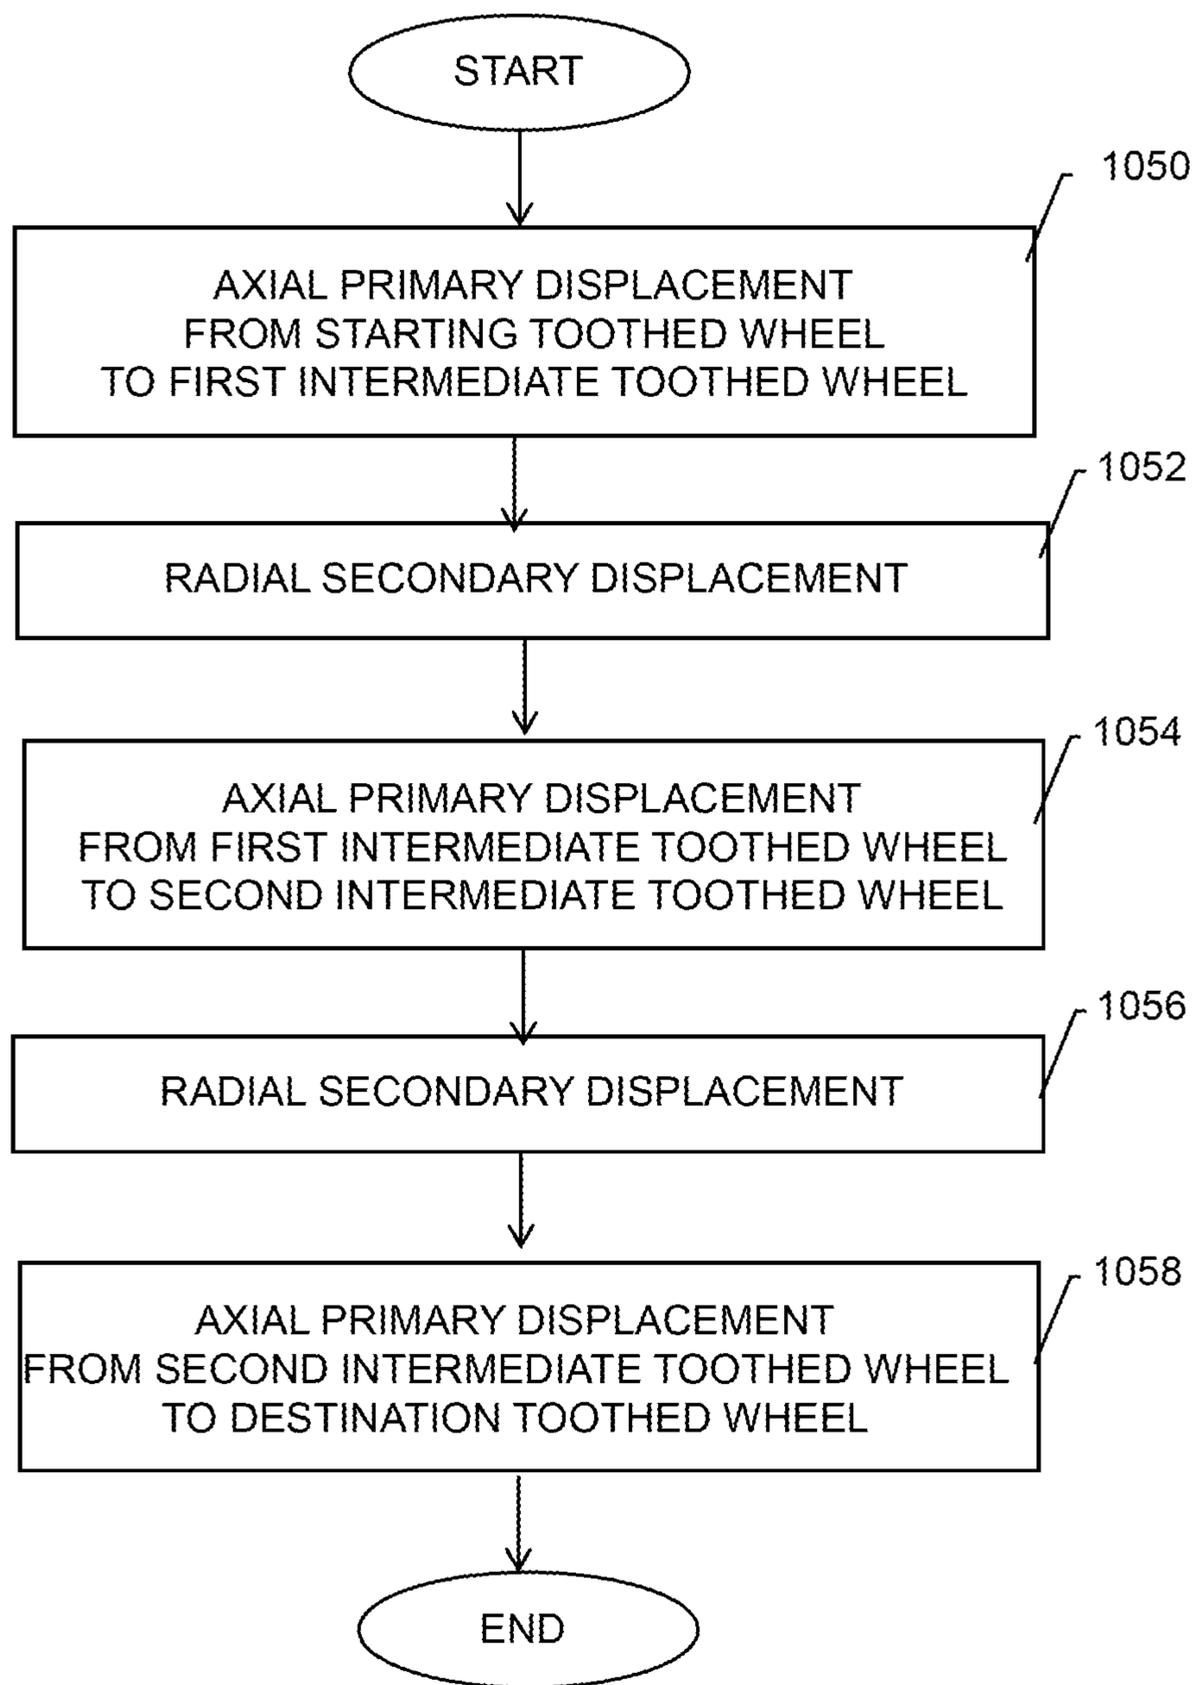 START
1050
AXIAL PRIMARY DISPLACEMENT
FROM STARTING TOOTHED WHEEL
TO FIRST INTERMEDIATE TOOTHED WHEEL
1052
RADIAL SECONDARY DISPLACEMENT
1054
AXIAL PRIMARY DISPLACEMENT
FROM FIRST INTERMEDIATE TOOTHED WHEEL
TO SECOND INTERMEDIATE TOOTHED WHEEL
1056
RADIAL SECONDARY DISPLACEMENT
1058
AXIAL PRIMARY DISPLACEMENT
FROM SECOND INTERMEDIATE TOOTHED WHEEL
TO DESTINATION TOOTHED WHEEL
END